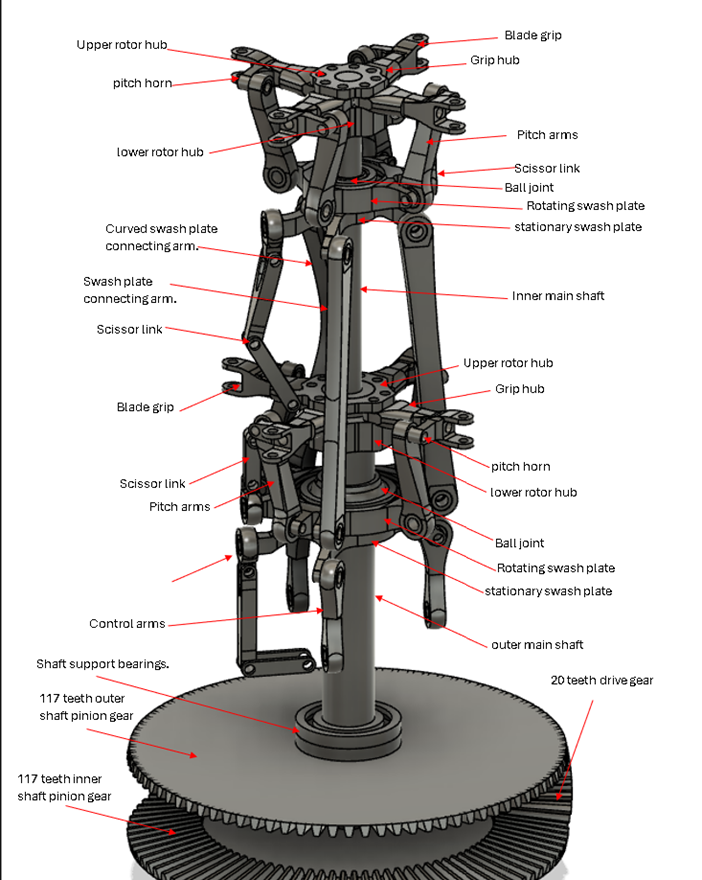 Blade grip
Upper rotor hub
Grip hub
pitch horn
Pitch arms
lower rotor hub
Scissor link
Ball joint
Rotating swash plate
stationary swash plate
Curved swash plate
connecting arm.
Swash plate
connecting arm.
Inner main shaft
Scissor link
Upper rotor hub
Grip hub
Blade grip
pitch horn
Scissor link
lower rotor hub
Pitch arms
Ball joint
Rotating swash plate
stationary swash plate
Control arms
outer main shaft
Shaft support bearings.
20 teeth drive gear
117 teeth outer
shaft pinion gear
117 teeth inner
shaft pinion gear